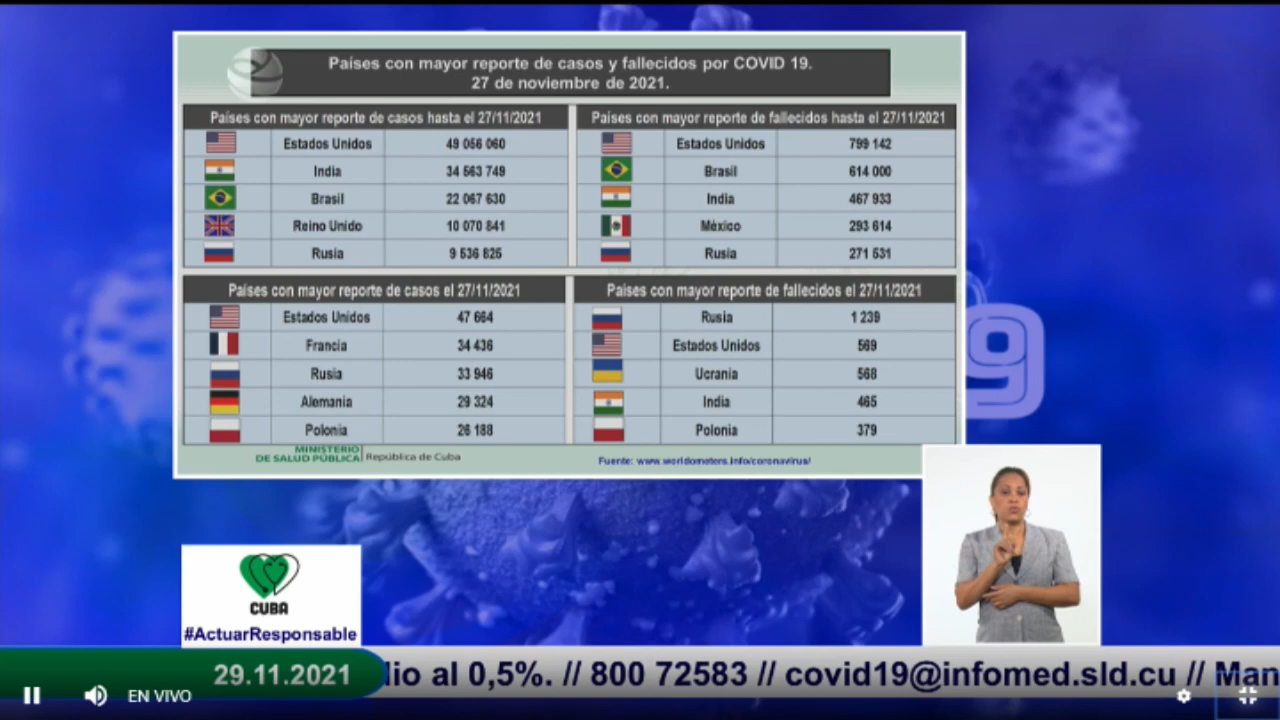 Países con mayor reporte de casos y fallecidos por COVID 19.
27 de noviembre de 2021.
Países con mayor reporte de casos hasta el 27/11/2021
Estados Unidos 49 056 060
India 34 563 749
Brasil 22 067 630
Reino Unido 10 070 841
Rusia 9 536 825
Países con mayor reporte de fallecidos hasta el 27/11/2021
Estados Unidos 799 142
Brasil 614 000
India 467 933
México 293 614
Rusia 271 531
Países con mayor reporte de casos el 27/11/2021
Estados Unidos 47 664
Francia 34 436
Rusia 33 946
Alemania 29 324
Polonia 26 188
Países con mayor reporte de fallecidos el 27/11/2021
Rusia 1 239
Estados Unidos 569
Ucrania 568
India 465
Polonia 379
MINISTERIO
DE SALUD PÚBLICA República de Cuba
Fuente: www.worldometers.info/coronavirus/
9
CUBA
#ActuarResponsable
29.11.2021
lio al 0,5%. // 800 72583 // covid19@infomed.sld.cu // Man
EN VIVO